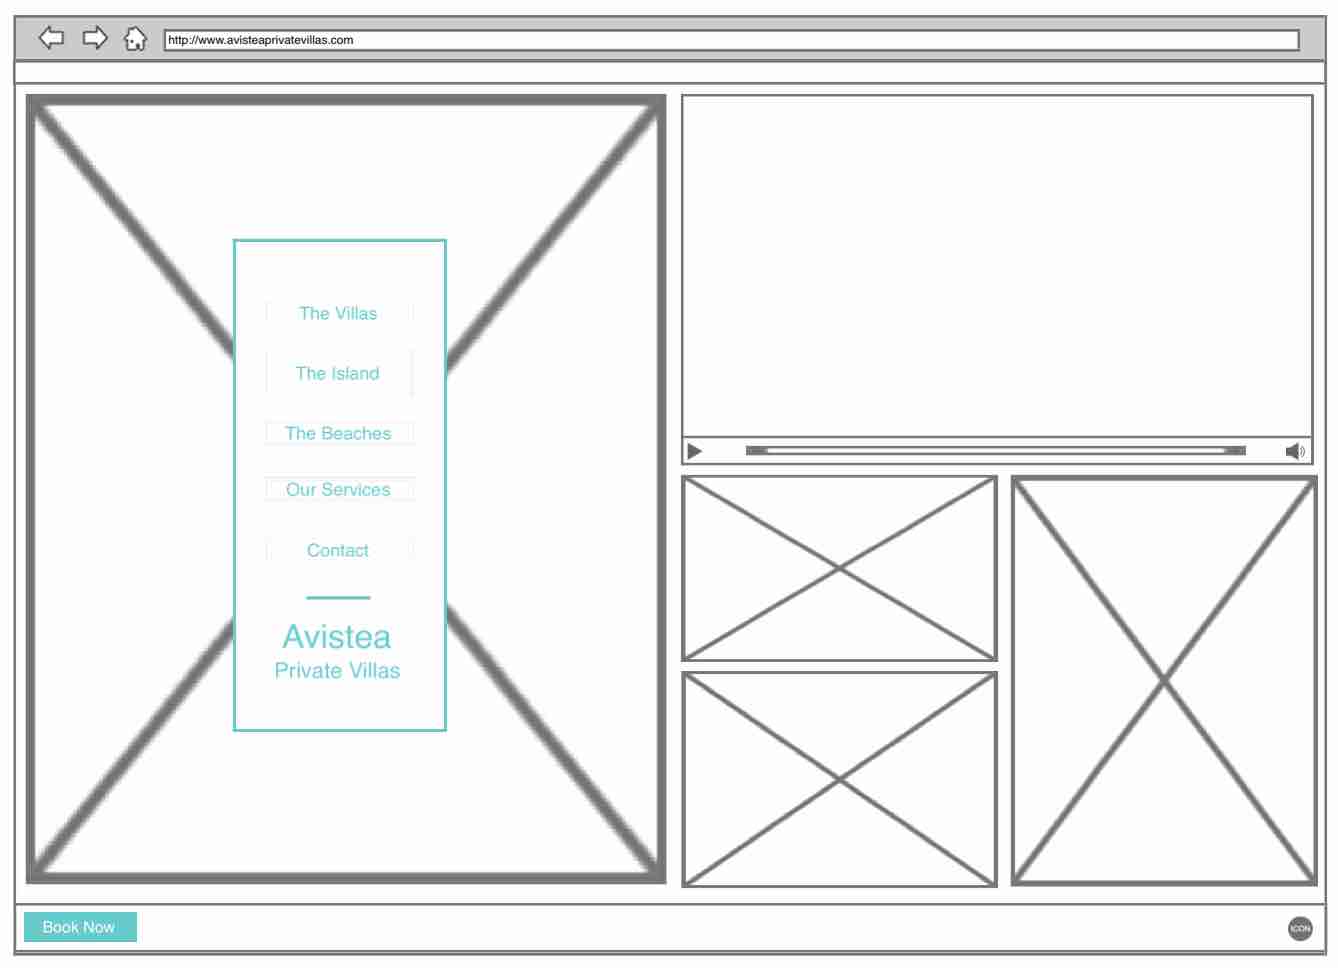 http://www.avisteaprivatevillas.com
The Villas
The Island
The Beaches
Our Services
Contact
Avistea
Private Villas
Book Now
ICON